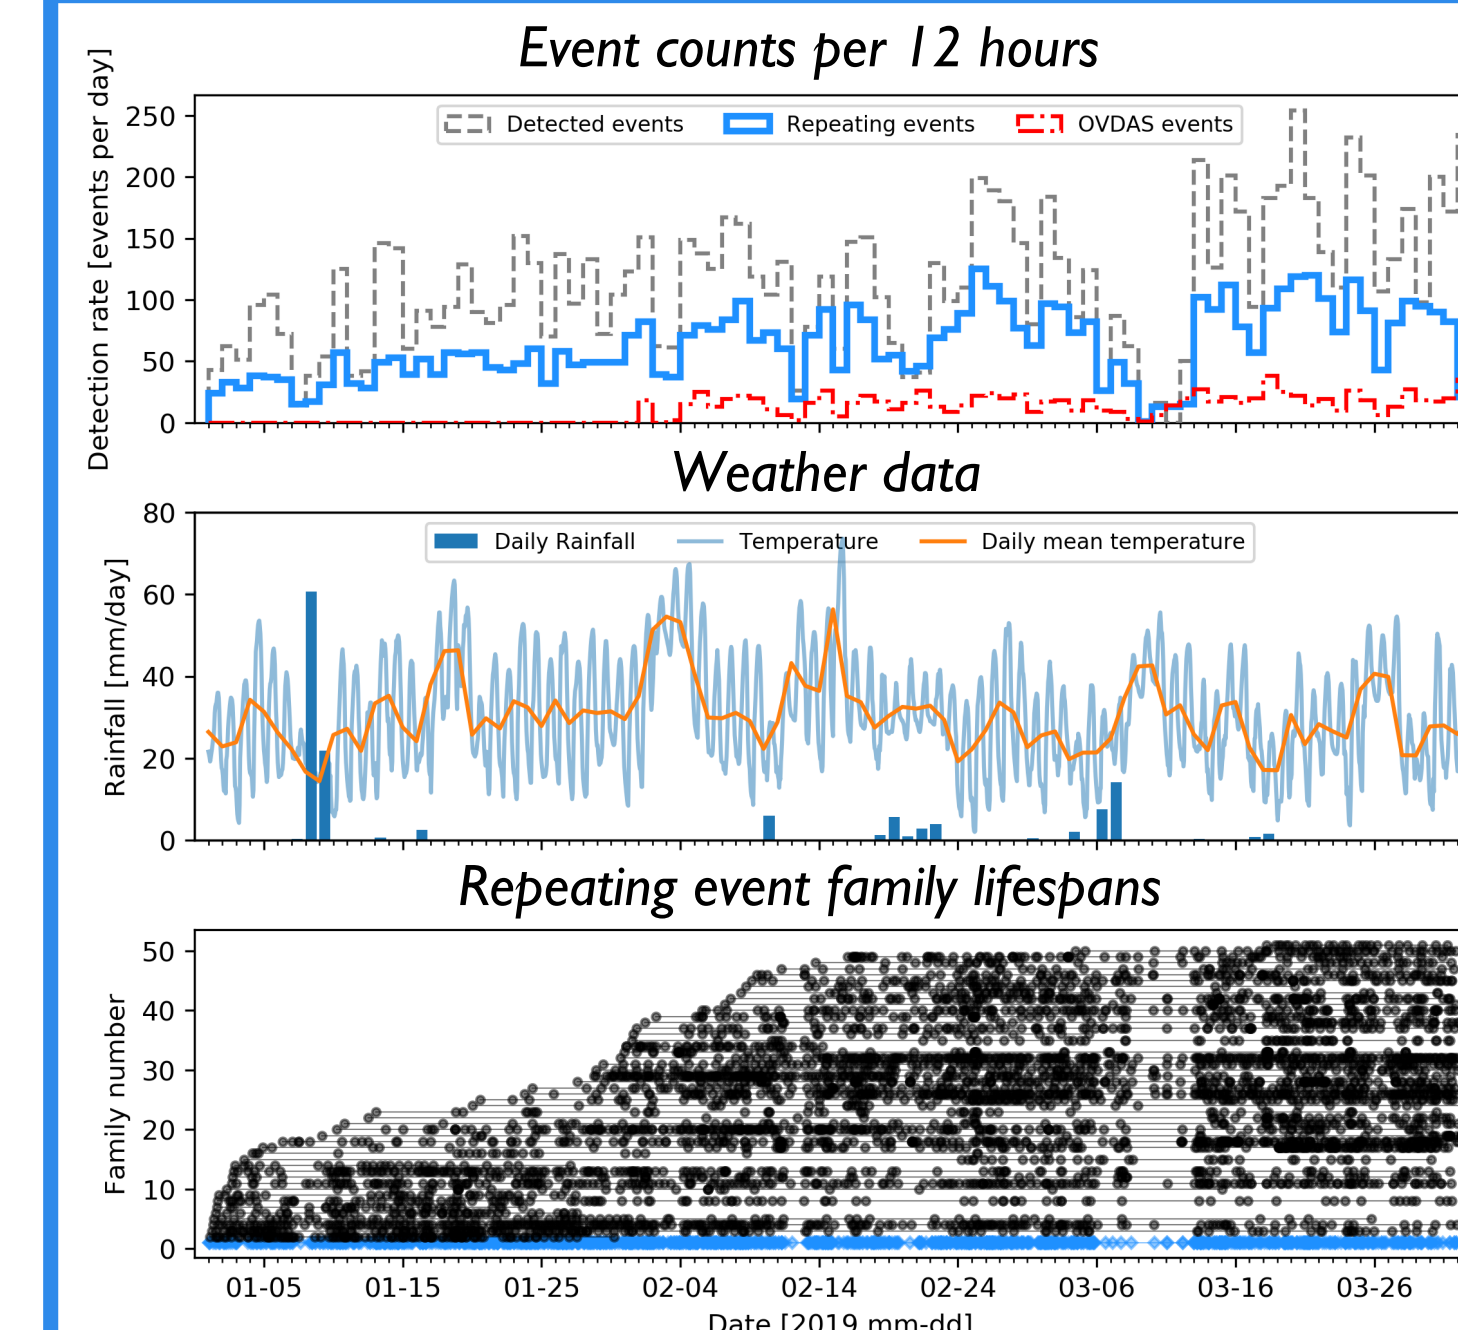 Event counts per 12 hours
Detection rate [events per day]
250
200
150
100
50
0
Detected events
Repeating events
OVDAS events
Weather data
Rainfall [mm/day]
80
60
40
20
0
Daily Rainfall
Temperature
Daily mean temperature
Repeating event family lifespans
Family number
50
40
30
20
10
0
01-05 01-15 01-25 02-04 02-14 02-24 03-06 03-16 03-26
Date [2019 mm-dd]